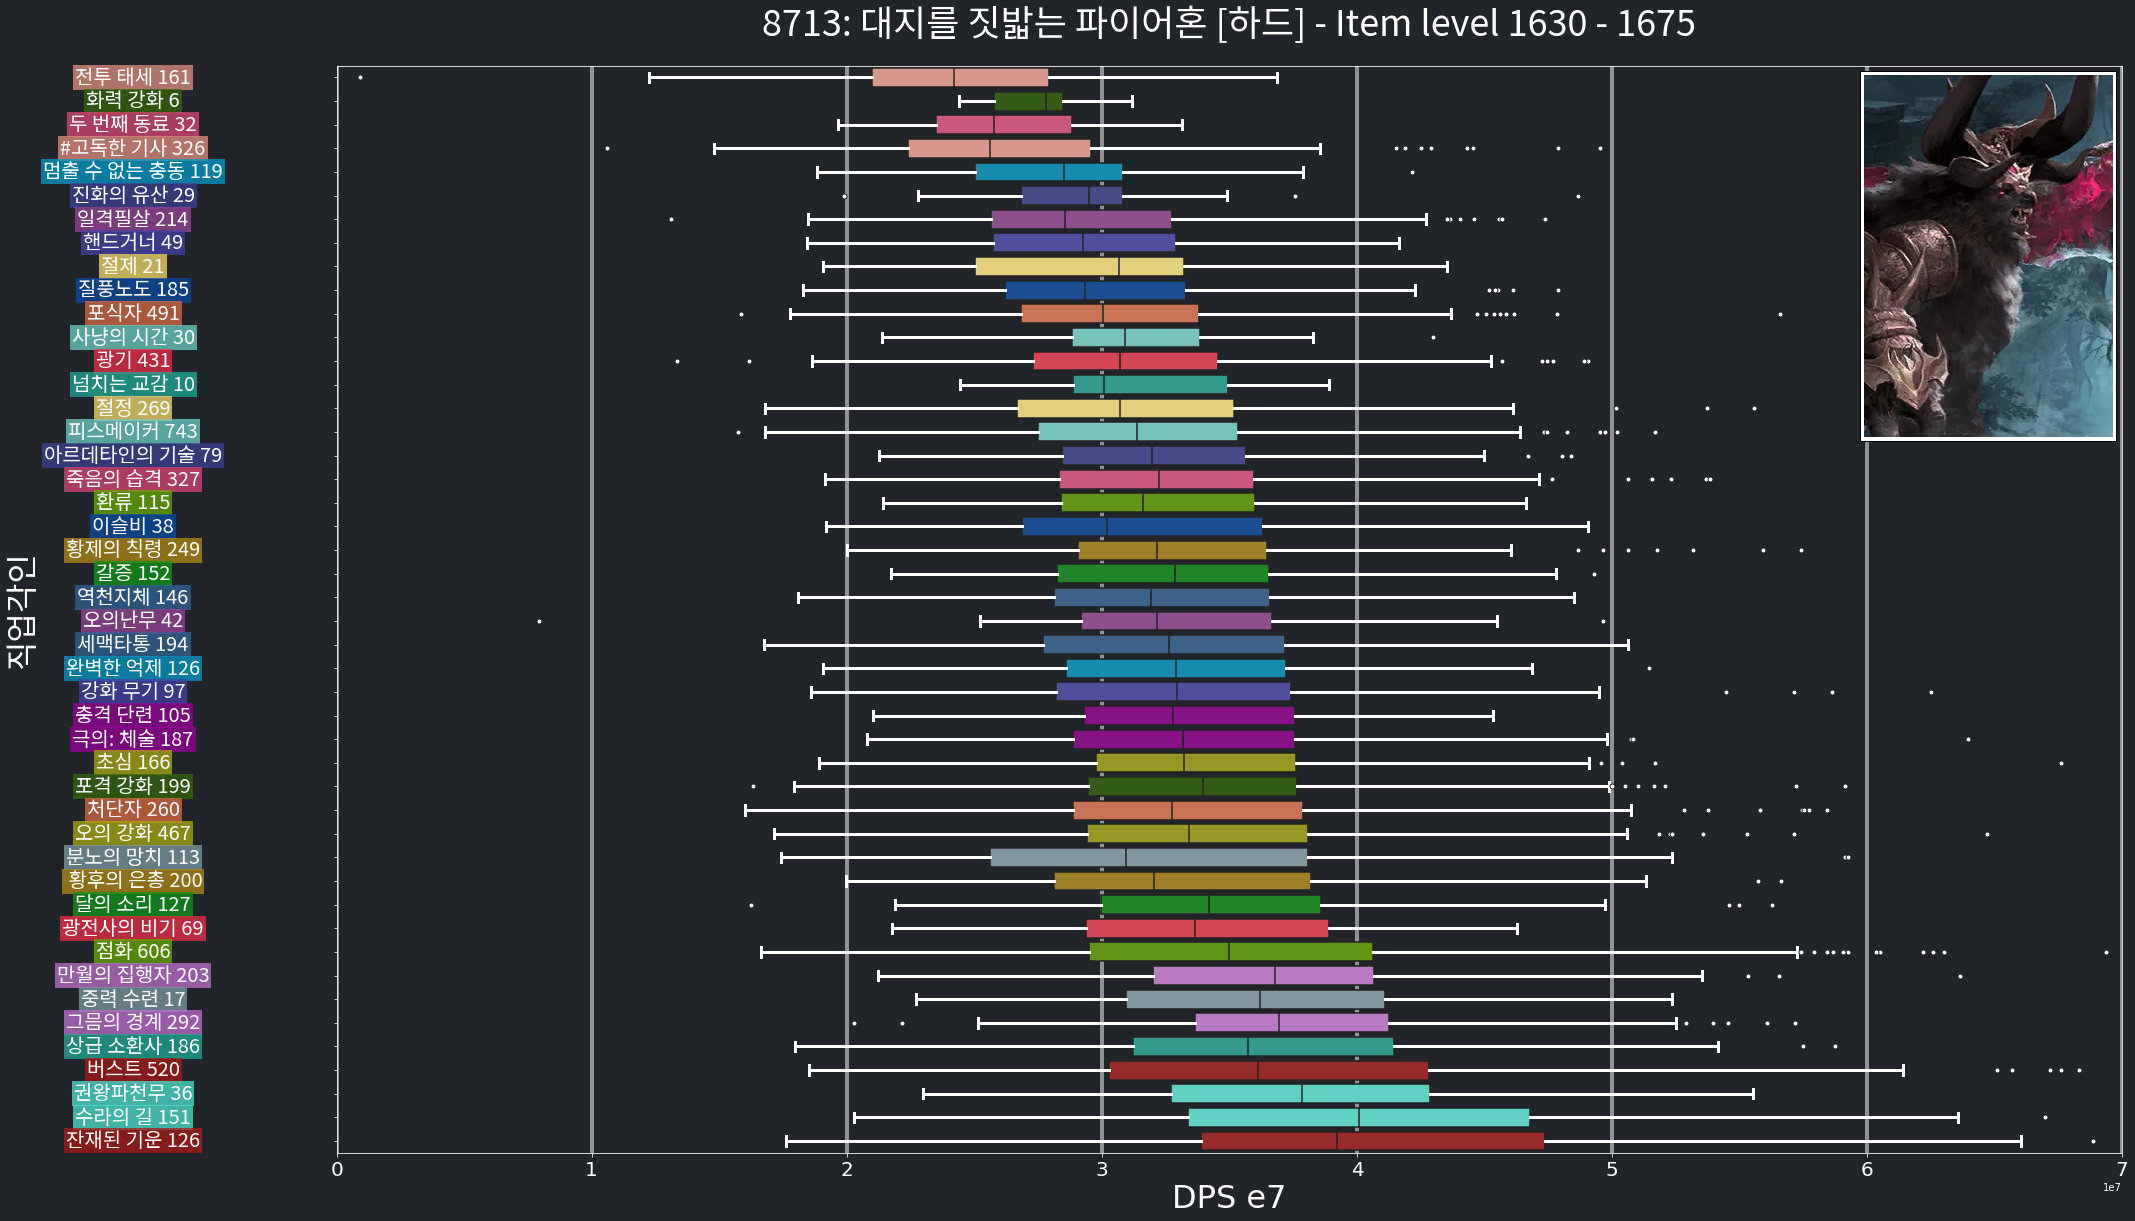 8713: 대지를 짓밟는 파이어혼 [하드] - Item level 1630 - 1675
직업각인
전투 태세 161
화력 강화 6
두 번째 동료 32
#고독한 기사 326
멈출 수 없는 충동 119
진화의 유산 29
일격필살 214
핸드거너 49
절제 21
질풍노도 185
포식자 491
사냥의 시간 30
광기 431
넘치는 교감 10
절정 269
피스메이커 743
아르데타인의 기술 79
죽음의 습격 327
환류 115
이슬비 38
황제의 칙령 249
갈증 152
역천지체 146
오의난무 42
세맥타통 194
완벽한 억제 126
강화 무기 97
충격 단련 105
극의: 체술 187
초심 166
포격 강화 199
처단자 260
오의 강화 467
분노의 망치 113
황후의 은총 200
달의 소리 127
광전사의 비기 69
점화 606
만월의 집행자 203
중력 수련 17
그믐의 경계 292
상급 소환사 186
버스트 520
권왕파천무 36
수라의 길 151
잔재된 기운 126
0 1 2 3 4 5 6 7
1e7
DPS e7